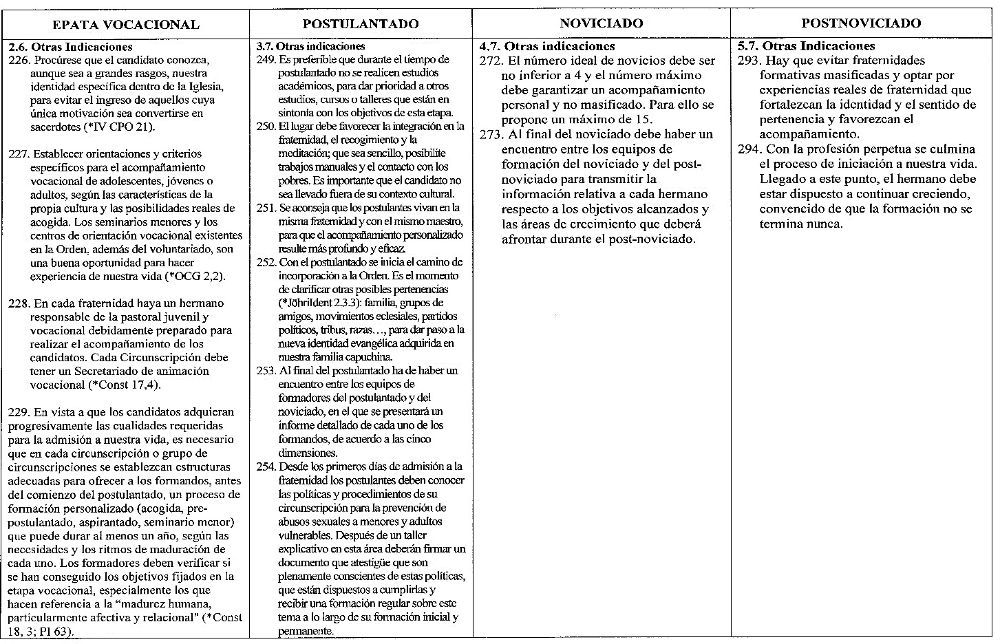 EPATA VOCACIONAL
2.6. Otras Indicaciones
226. Procúrese que el candidato conozca,
aunque sea a grandes rasgos, nuestra
identidad específica dentro de la Iglesia,
para evitar el ingreso de aquellos cuya
única motivación sea convertirse en
sacerdotes (*IV CPO 21).
227. Establecer orientaciones y criterios
específicos para el acompañamiento
vocacional de adolescentes, jóvenes o
adultos, según las características de la
propia cultura y las posibilidades reales de
acogida. Los seminarios menores y los
centros de orientación vocacional existentes
en la Orden, además del voluntariado, son
una buena oportunidad para hacer
experiencia de nuestra vida (*OCG 2,2).
228. En cada fraternidad haya un hermano
responsable de la pastoral juvenil y
vocacional debidamente preparado para
realizar el acompañamiento de los
candidatos. Cada Circunscripción debe
tener un Secretariado de animación
vocacional (*Const 17,4).
229. En vista a que los candidatos adquieran
progresivamente las cualidades requeridas
para la admisión a nuestra vida, es necesario
que en cada circunscripción o grupo de
circunscripciones se establezcan estructuras
adecuadas para ofrecer a los formandos, antes
del comienzo del postulantado, un proceso de
formación personalizado (acogida, pre-
postulantado, aspirantado, seminario menor)
que puede durar al menos un año, según las
necesidades y los ritmos de maduración de
cada uno. Los formadores deben verificar si
se han conseguido los objetivos fijados en la
etapa vocacional, especialmente los que
hacen referencia a la “madurez humana,
particularmente afectiva y relacional" (*Const
18, 3; PI 63).
POSTULANTADO
3.7. Otras indicaciones
249. Es preferible que durante el tiempo de
postulantado no se realicen estudios
académicos, para dar prioridad a otros
estudios, cursos o talleres que están en
sintonía con los objetivos de esta etapa.
250. El lugar debe favorecer la integración en la
fraternidad, el recogimiento y la
meditación; que sea sencillo, posibilite
trabajos manuales y el contacto con los
pobres. Es importante que el candidato no
sea llevado fuera de su contexto cultural.
251. Se aconseja que los postulantes vivan en la
misma fraternidad y con el mismo maestro,
para que el acompañamiento personalizado
resulte más profundo y eficaz.
252. Con el postulantado se inicia el camino de
incorporación a la Orden. Es el momento
de clarificar otras posibles pertenencias
(*JöhriIdent 2.3.3): familia, grupos de
amigos, movimientos eclesiales, partidos
políticos, tribus, razas…, para dar paso a la
nueva identidad evangélica adquirida en
nuestra familia capuchina.
253. Al final del postulantado ha de haber un
encuentro entre los equipos de
formadores del postulantado y del
noviciado, en el que se presentará un
informe detallado de cada uno de los
formandos, de acuerdo a las cinco
dimensiones.
254. Desde los primeros días de admisión a la
fraternidad los postulantes deben conocer
las políticas y procedimientos de su
circunscripción para la prevención de
abusos sexuales a menores y adultos
vulnerables. Después de un taller
explicativo en esta área deberán firmar un
documento que atestigüe que son
plenamente conscientes de estas políticas,
que están dispuestos a cumplirlas y
recibir una formación regular sobre este
tema a lo largo de su formación inicial y
permanente.
NOVICIADO
4.7. Otras indicaciones
272. El número ideal de novicios debe ser
no inferior a 4 y el número máximo
debe garantizar un acompañamiento
personal y no masificado. Para ello se
propone un máximo de 15.
273. Al final del noviciado debe haber un
encuentro entre los equipos de
formación del noviciado y del post-
noviciado para transmitir la
información relativa a cada hermano
respecto a los objetivos alcanzados y
las áreas de crecimiento que deberá
afrontar durante el post-noviciado.
POSTNOVICIADO
5.7. Otras Indicaciones
293. Hay que evitar fraternidades
formativas masificadas y optar por
experiencias reales de fraternidad que
fortalezcan la identidad y el sentido de
pertenencia y favorezcan el
acompañamiento.
294. Con la profesión perpetua se culmina
el proceso de iniciación a nuestra vida.
Llegado a este punto, el hermano debe
estar dispuesto a continuar creciendo,
convencido de que la formación no se
termina nunca.